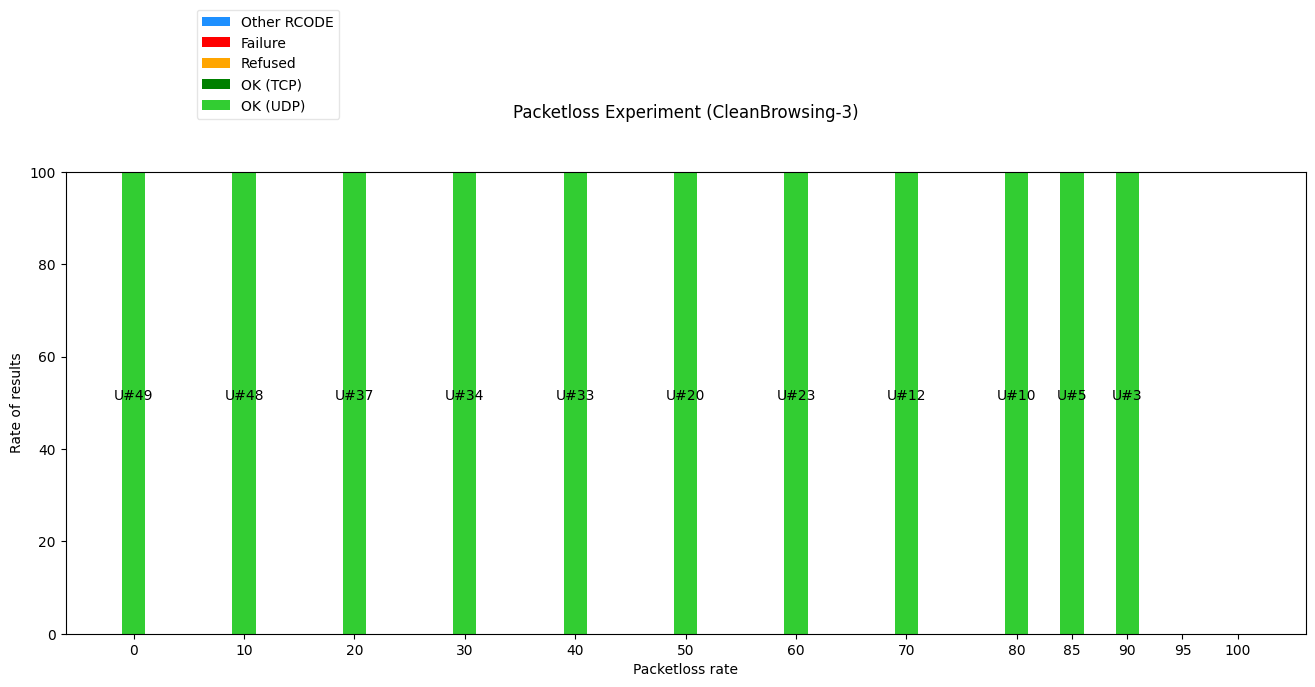 Other RCODE
Failure
Refused
OK (TCP)
OK (UDP)
Packetloss Experiment (CleanBrowsing-3)
100
80
60
40
20
0
Rate of results
U#49 U#48 U#37 U#34 U#33 U#20 U#23 U#12 U#10 U#5 U#3
0 10 20 30 40 50 60 70 80 85 90 95 100
Packetloss rate